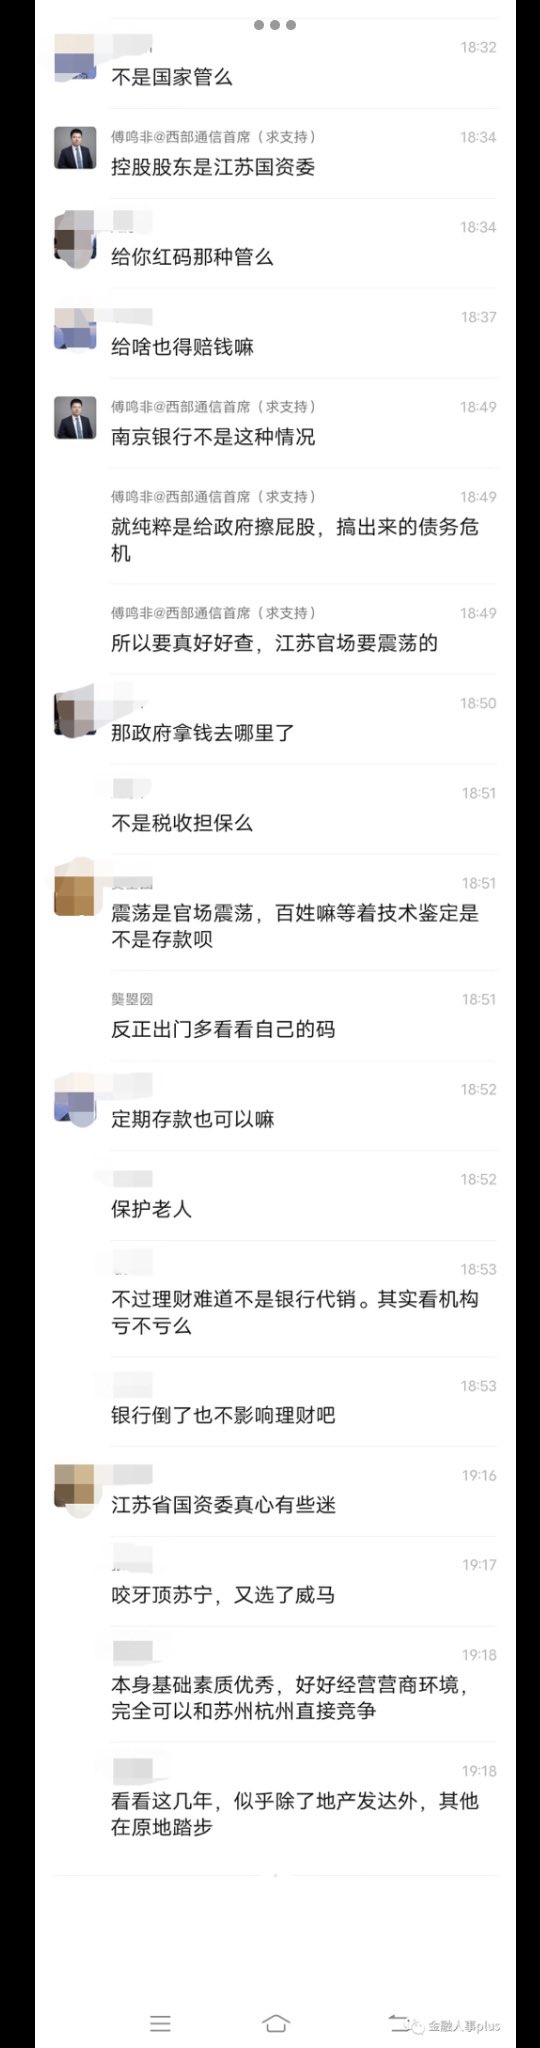 18:32
不是国家管么
傅鸣非@西部通信首席（求支持）
18:34
控股股东是江苏国资委
18:34
给你红码那种管么
18:37
给啥也得赔钱嘛
傅鸣非@西部通信首席（求支持）
18:49
南京银行不是这种情况
傅鸣非@西部通信首席（求支持）
18:49
就纯粹是给政府擦屁股，搞出来的债务危
机
傅鸣非@西部通信首席（求支持）
18:49
所以要真好好查，江苏官场要震荡的
18:50
那政府拿钱去哪里了
18:51
不是税收担保么
18:51
震荡是官场震荡，百姓嘛等着技术鉴定是
不是存款呗
18:51
反正出门多看看自己的码
18:52
定期存款也可以嘛
18:52
保护老人
18:53
不过理财难道不是银行代销。其实看机构
亏不亏么
18:53
银行倒了也不影响理财吧
19:16
江苏省国资委真心有些迷
19:17
咬牙顶苏宁，又选了威马
19:18
本身基础素质优秀，好好经营营商环境，
完全可以和苏州杭州直接竞争
19:18
看看这几年，似乎除了地产发达外，其他
在原地踏步
金融人事plus